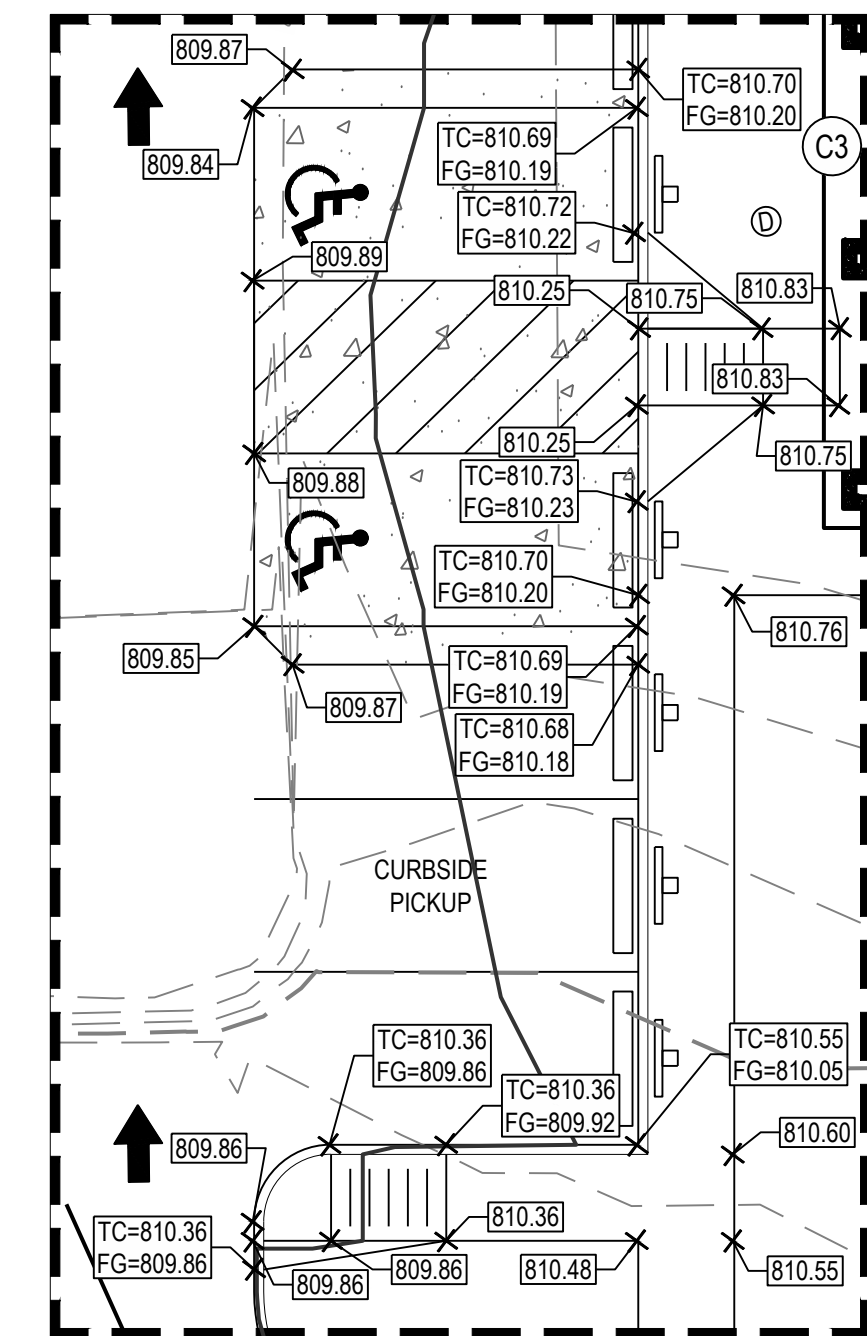 809.87
TC=810.70
FG=810.20
809.84
TC=810.69
FG=810.19
C3
TC=810.72
FG=810.22
D
809.89
810.25
810.75
810.83
810.83
810.25
810.75
809.88
TC=810.73
FG=810.23
TC=810.70
FG=810.20
810.76
809.85
TC=810.69
FG=810.19
809.87
TC=810.68
FG=810.18
CURBSIDE
PICKUP
TC=810.36
FG=809.86
TC=810.55
FG=810.05
TC=810.36
FG=809.92
809.86
810.60
TC=810.36
FG=809.86
810.36
809.86
809.86
810.48
810.55